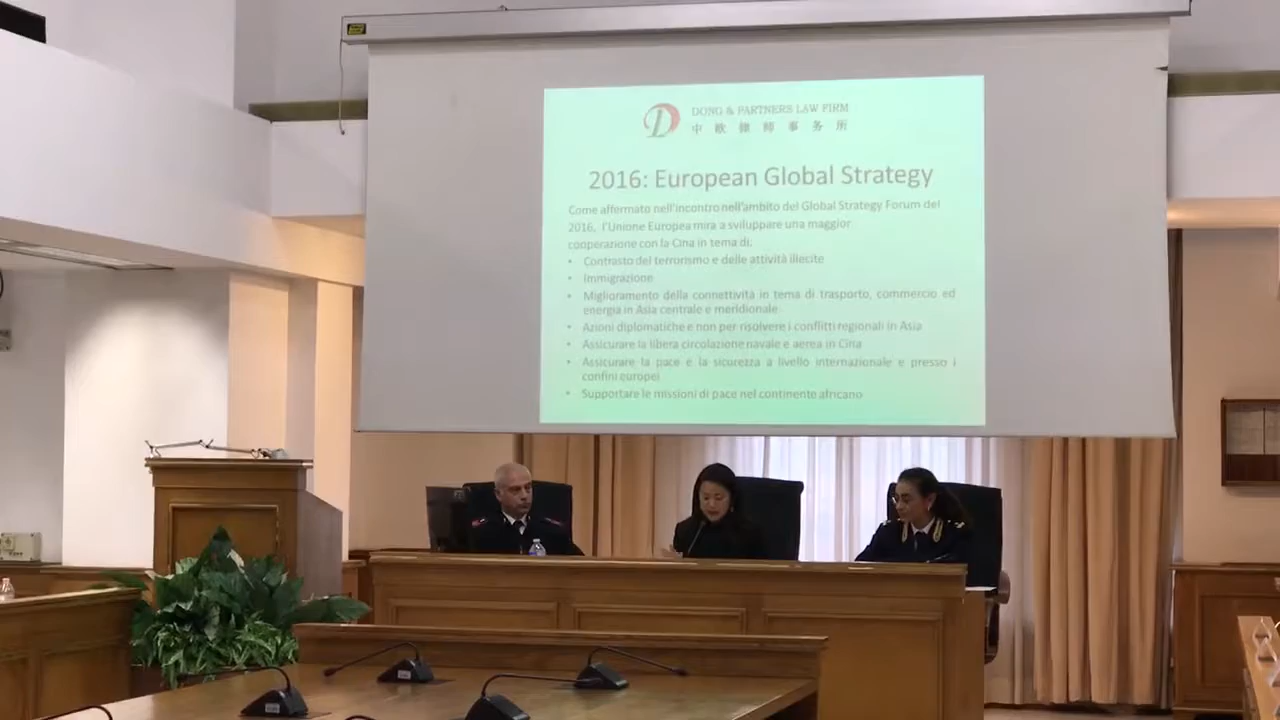 DONG & PARTNERS LAW FIRM
中 欧 律 师 事 务 所
2016: European Global Strategy
Come affermato nell'incontro nell'ambito del Global Strategy Forum del
2016, l'Unione Europea mira a sviluppare una maggior
cooperazione con la Cina in tema di:
• Contrasto del terrorismo e delle attività illecite
• Immigrazione
• Miglioramento della connettività in tema di trasporto, commercio ed
energia in Asia centrale e meridionale
• Azioni diplomatiche e non per risolvere i conflitti regionali in Asia
• Assicurare la libera circolazione navale e aerea in Cina
• Assicurare la pace e la sicurezza a livello internazionale e presso i
confini europei
• Supportare le missioni di pace nel continente africano